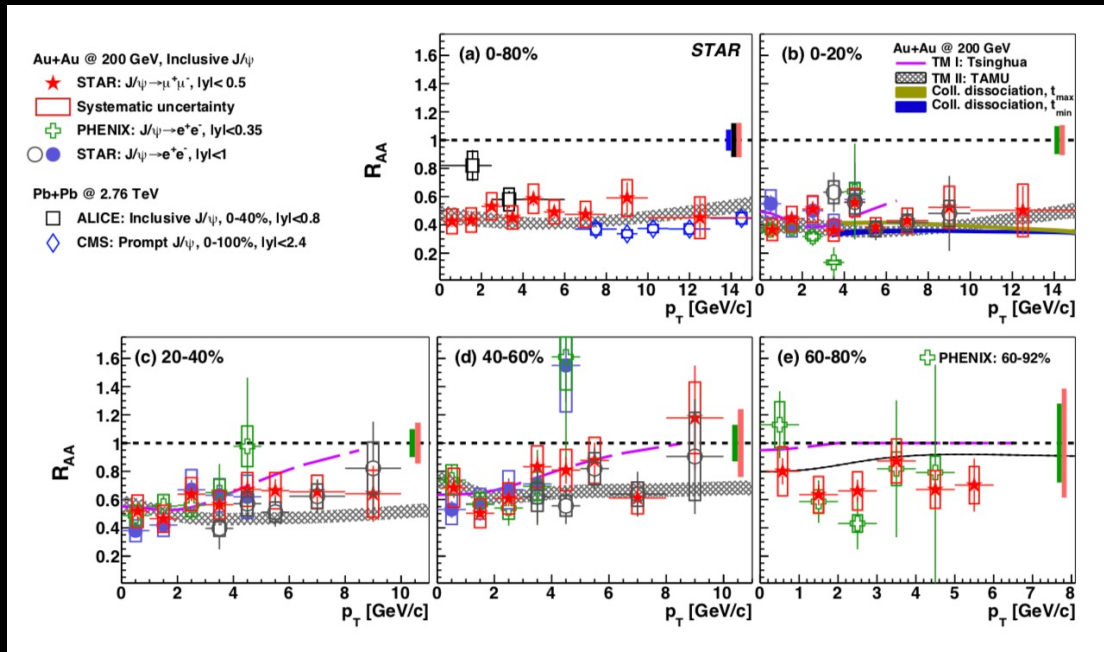 Au+Au @ 200 GeV, Inclusive J/ψ
STAR: J/ψ→μ⁺μ⁻, |y|< 0.5
Systematic uncertainty
PHENIX: J/ψ→e⁺e⁻, |y|<0.35
STAR: J/ψ→e⁺e⁻, |y|<1
Pb+Pb @ 2.76 TeV
ALICE: Inclusive J/ψ, 0-40%, |y|<0.8
CMS: Prompt J/ψ, 0-100%, |y|<2.4
(a) 0-80%
STAR
R_AA
1.6
1.4
1.2
1
0.8
0.6
0.4
0.2
0 2 4 6 8 10 12 14
p_T [GeV/c]
(b) 0-20%
Au+Au @ 200 GeV
TM I: Tsinghua
TM II: TAMU
Coll. dissociation, t_max
Coll. dissociation, t_min
0 2 4 6 8 10 12 14
p_T [GeV/c]
(c) 20-40%
R_AA
1.6
1.4
1.2
1
0.8
0.6
0.4
0.2
0 2 4 6 8 10
p_T [GeV/c]
(d) 40-60%
0 2 4 6 8 10
p_T [GeV/c]
(e) 60-80%
PHENIX: 60-92%
0 1 2 3 4 5 6 7 8
p_T [GeV/c]